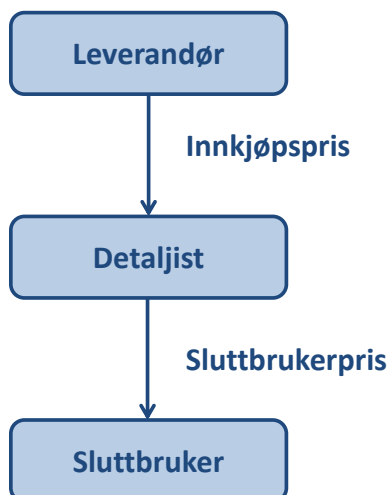 Leverandør
Innkjøpspris
Detaljist
Sluttbrukerpris
Sluttbruker